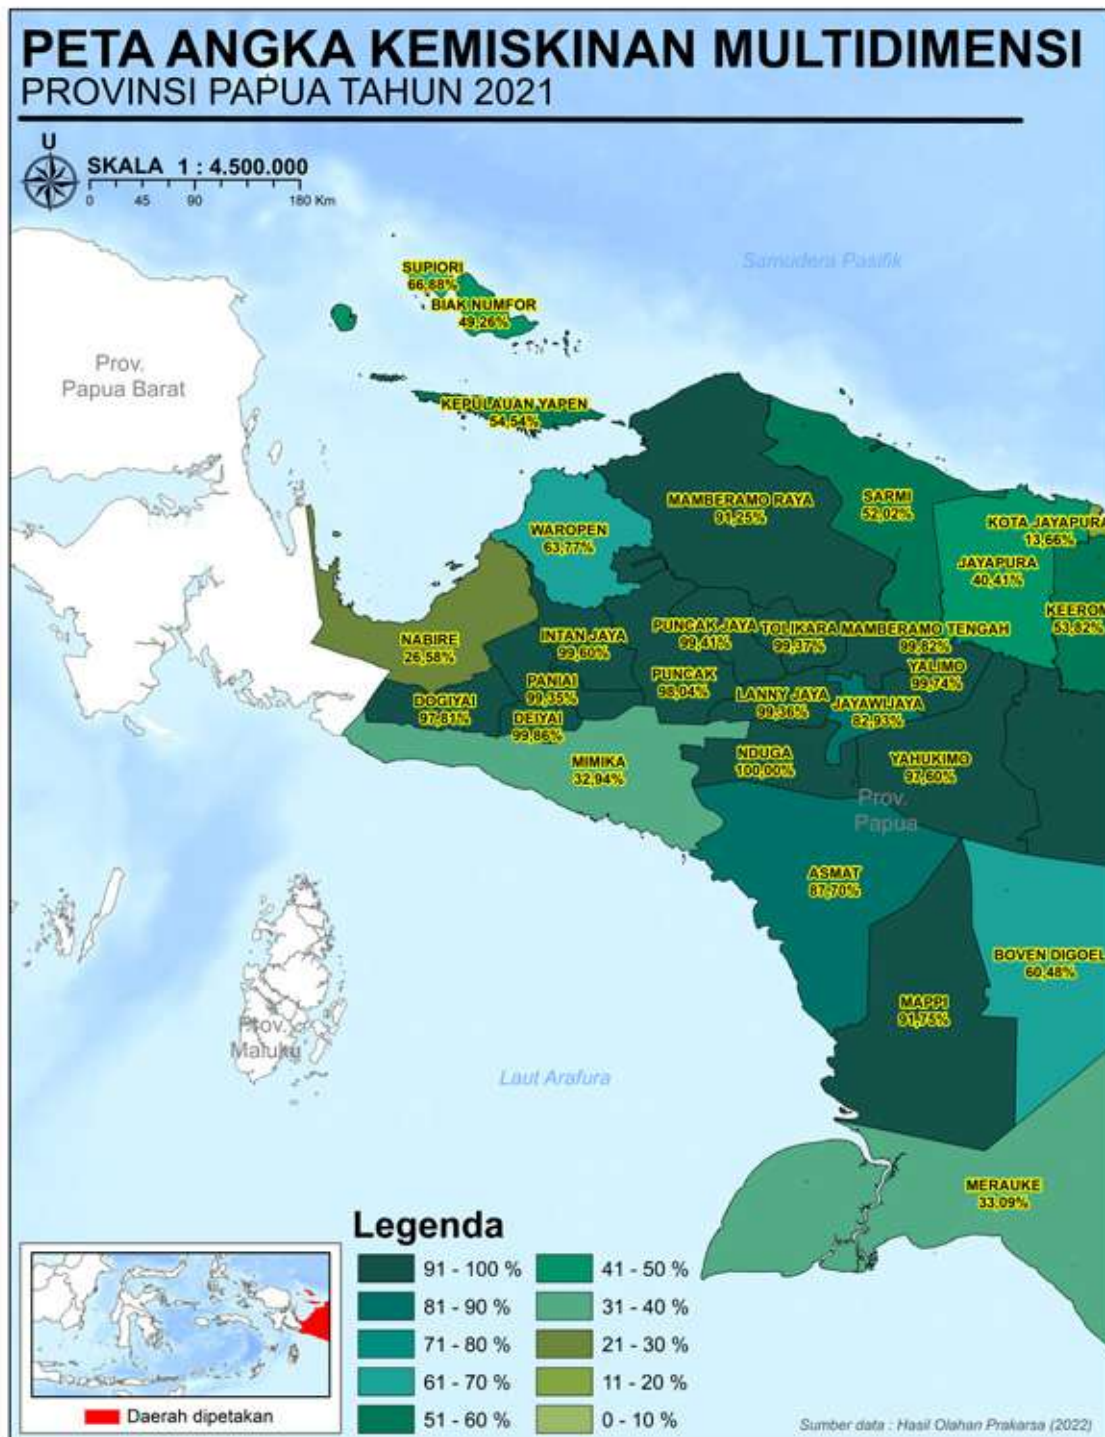 PETA ANGKA KEMISKINAN MULTIDIMENSI
PROVINSI PAPUA TAHUN 2021
U
SKALA 1 : 4.500.000
0 45 90 180 Km
Samudera Pasifik
SUPIORI
66,88%
BIAK NUMFOR
49,26%
Prov.
Papua Barat
KEPULAUAN YAPEN
54,54%
MAMBERAMO RAYA
91,25%
SARMI
52,02%
KOTA JAYAPURA
13,66%
WAROPEN
63,77%
JAYAPURA
40,41%
KEEROM
53,82%
NABIRE
26,58%
INTAN JAYA
99,60%
PUNCAK JAYA
99,41%
TOLIKARA
99,37%
MAMBERAMO TENGAH
99,82%
YALIMO
99,74%
PANIAI
99,35%
PUNCAK
98,04%
LANNY JAYA
99,36%
JAYAWIJAYA
82,93%
DOGIYAI
97,81%
DEIYAI
99,86%
MIMIKA
32,94%
NDUGA
100,00%
YAHUKIMO
97,60%
Prov.
Papua
ASMAT
87,70%
BOVEN DIGOEL
60,48%
MAPPI
91,75%
Prov.
Maluku
Laut Arafura
MERAUKE
33,09%
Legenda
91 - 100 %
81 - 90 %
71 - 80 %
61 - 70 %
51 - 60 %
41 - 50 %
31 - 40 %
21 - 30 %
11 - 20 %
0 - 10 %
Daerah dipetakan
Sumber data : Hasil Olahan Prakarsa (2022)